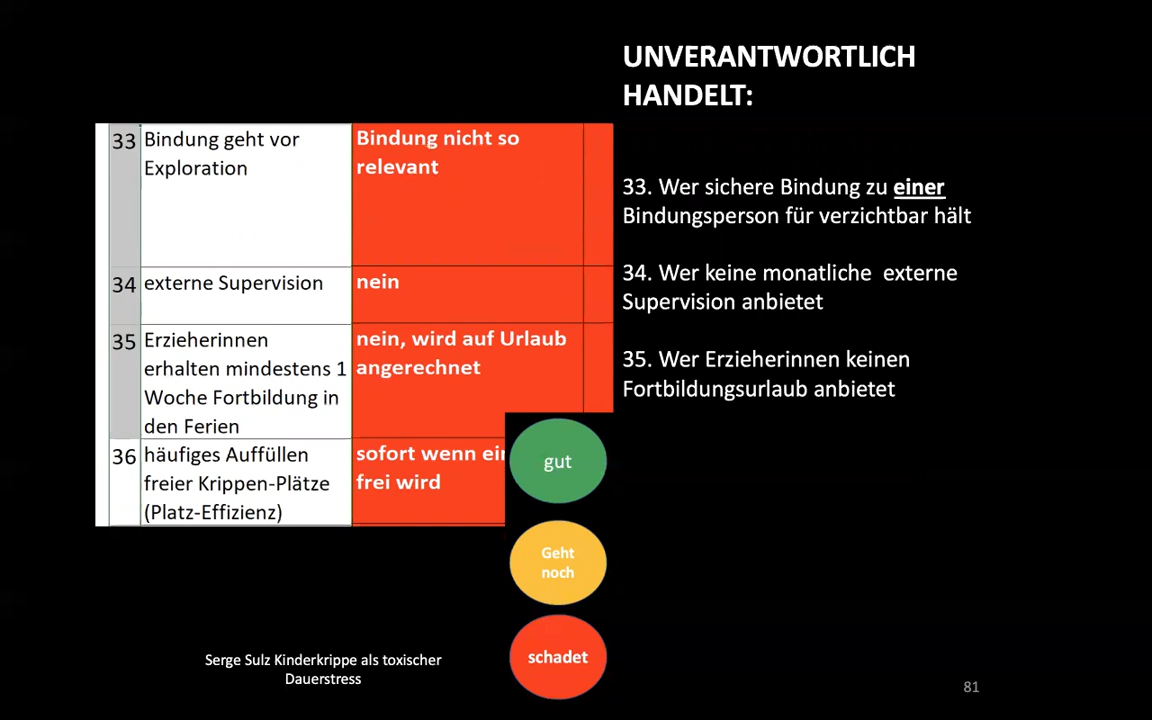 UNVERANTWORTLICH
HANDELT:
33 Bindung geht vor
Exploration
Bindung nicht so
relevant
34 externe Supervision
nein
35 Erzieherinnen
erhalten mindestens 1
Woche Fortbildung in
den Ferien
nein, wird auf Urlaub
angerechnet
36 häufiges Auffüllen
freier Krippen-Plätze
(Platz-Effizienz)
sofort wenn
frei wird
33. Wer sichere Bindung zu einer
Bindungsperson für verzichtbar hält
34. Wer keine monatliche externe
Supervision anbietet
35. Wer Erzieherinnen keinen
Fortbildungsurlaub anbietet
gut
Geht
noch
schadet
Serge Sulz Kinderkrippe als toxischer
Dauerstress
81